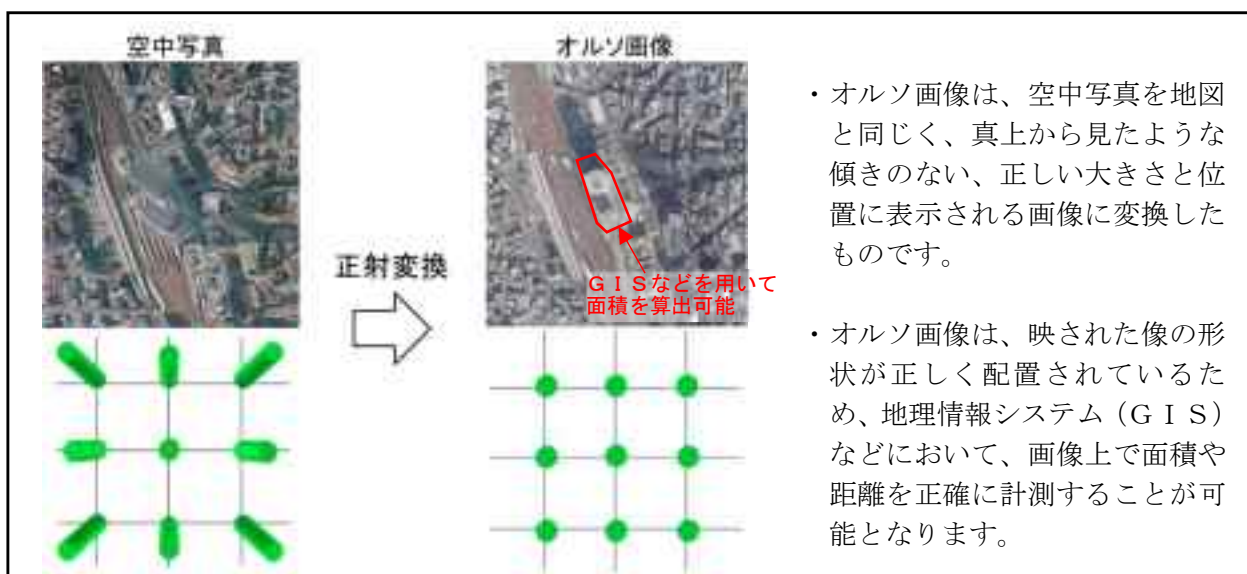 空中写真
オルソ画像
正射変換
ＧＩＳなどを用いて
面積を算出可能
・オルソ画像は、空中写真を地図
と同じく、真上から見たような
傾きのない、正しい大きさと位
置に表示される画像に変換した
ものです。
・オルソ画像は、映された像の形
状が正しく配置されているた
め、地理情報システム（ＧＩＳ）
などにおいて、画像上で面積や
距離を正確に計測することが可
能となります。